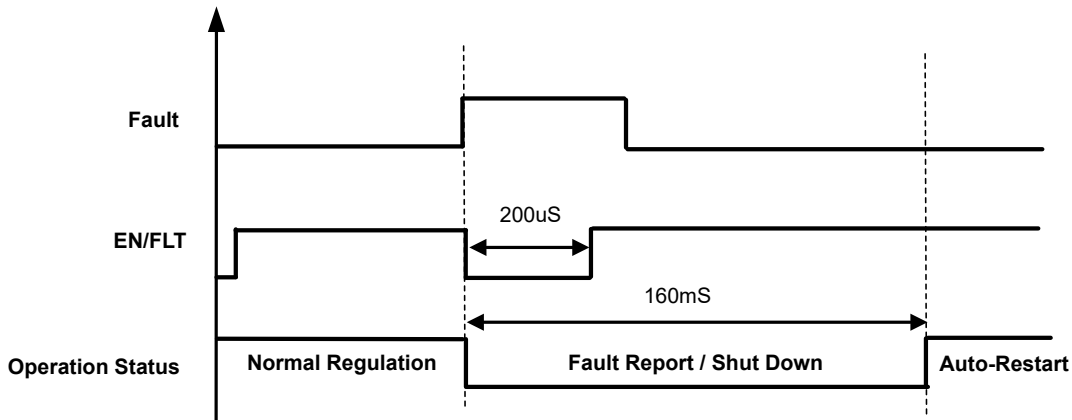 Fault
200uS
EN/FLT
160mS
Operation Status Normal Regulation Fault Report / Shut Down Auto-Restart